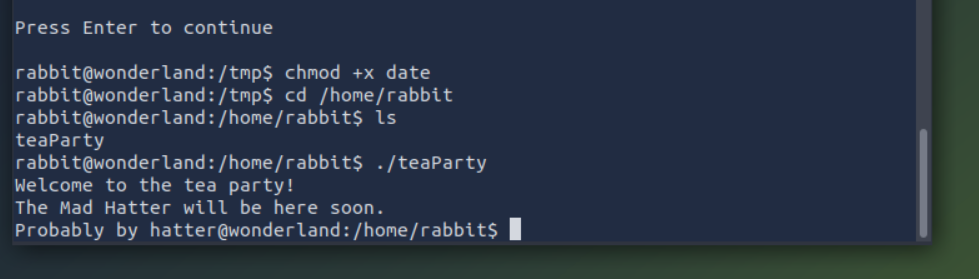 Press Enter to continue
rabbit@wonderland:/tmp$ chmod +x date
rabbit@wonderland:/tmp$ cd /home/rabbit
rabbit@wonderland:/home/rabbit$ ls
teaParty
rabbit@wonderland:/home/rabbit$ ./teaParty
Welcome to the tea party!
The Mad Hatter will be here soon.
Probably by hatter@wonderland:/home/rabbit$